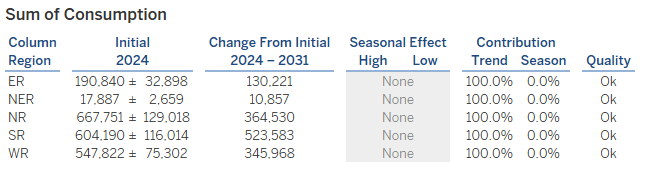 Sum of Consumption
Column Initial Change From Initial Seasonal Effect Contribution
Region 2024 2024 – 2031 High Low Trend Season Quality
ER 190,840 ± 32,898 130,221 None 100.0% 0.0% Ok
NER 17,887 ± 2,659 10,857 None 100.0% 0.0% Ok
NR 667,751 ± 129,018 364,530 None 100.0% 0.0% Ok
SR 604,190 ± 116,014 523,583 None 100.0% 0.0% Ok
WR 547,822 ± 75,302 345,968 None 100.0% 0.0% Ok